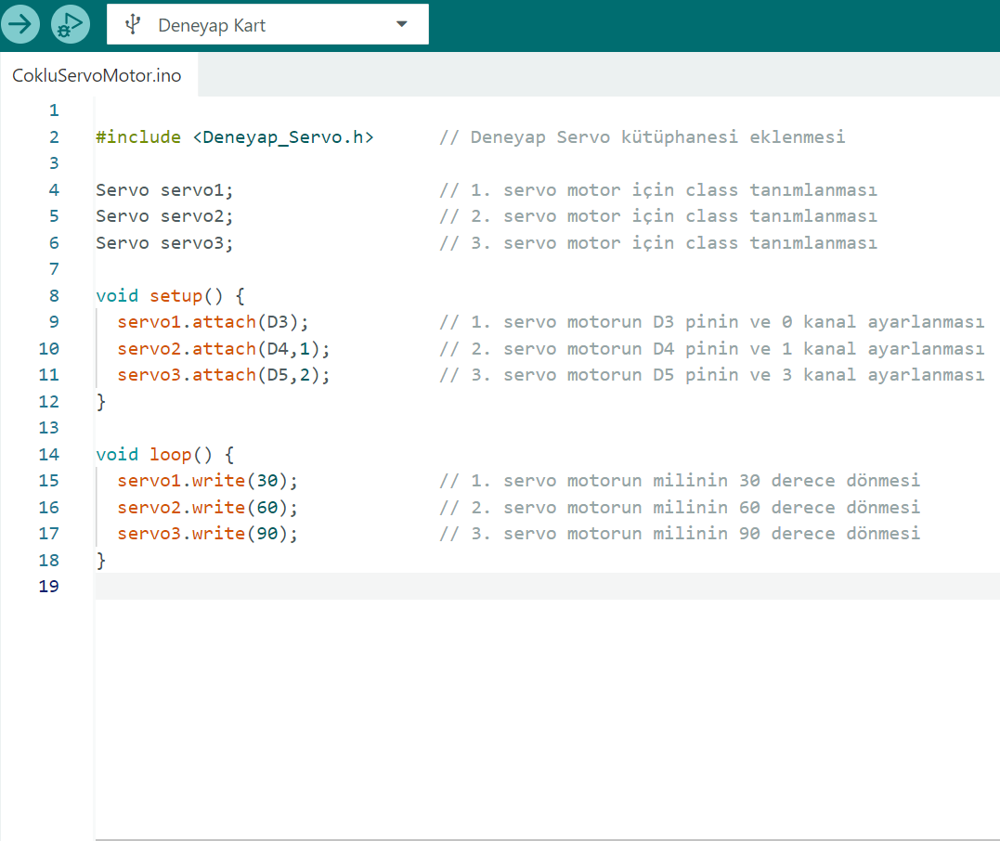 Deneyap Kart
CokluServoMotor.ino
1
2 #include <Deneyap_Servo.h> // Deneyap Servo kütüphanesi eklenmesi
3
4 Servo servo1; // 1. servo motor için class tanımlanması
5 Servo servo2; // 2. servo motor için class tanımlanması
6 Servo servo3; // 3. servo motor için class tanımlanması
7
8 void setup() {
9 servo1.attach(D3); // 1. servo motorun D3 pinin ve 0 kanal ayarlanması
10 servo2.attach(D4,1); // 2. servo motorun D4 pinin ve 1 kanal ayarlanması
11 servo3.attach(D5,2); // 3. servo motorun D5 pinin ve 3 kanal ayarlanması
12 }
13
14 void loop() {
15 servo1.write(30); // 1. servo motorun milinin 30 derece dönmesi
16 servo2.write(60); // 2. servo motorun milinin 60 derece dönmesi
17 servo3.write(90); // 3. servo motorun milinin 90 derece dönmesi
18 }
19